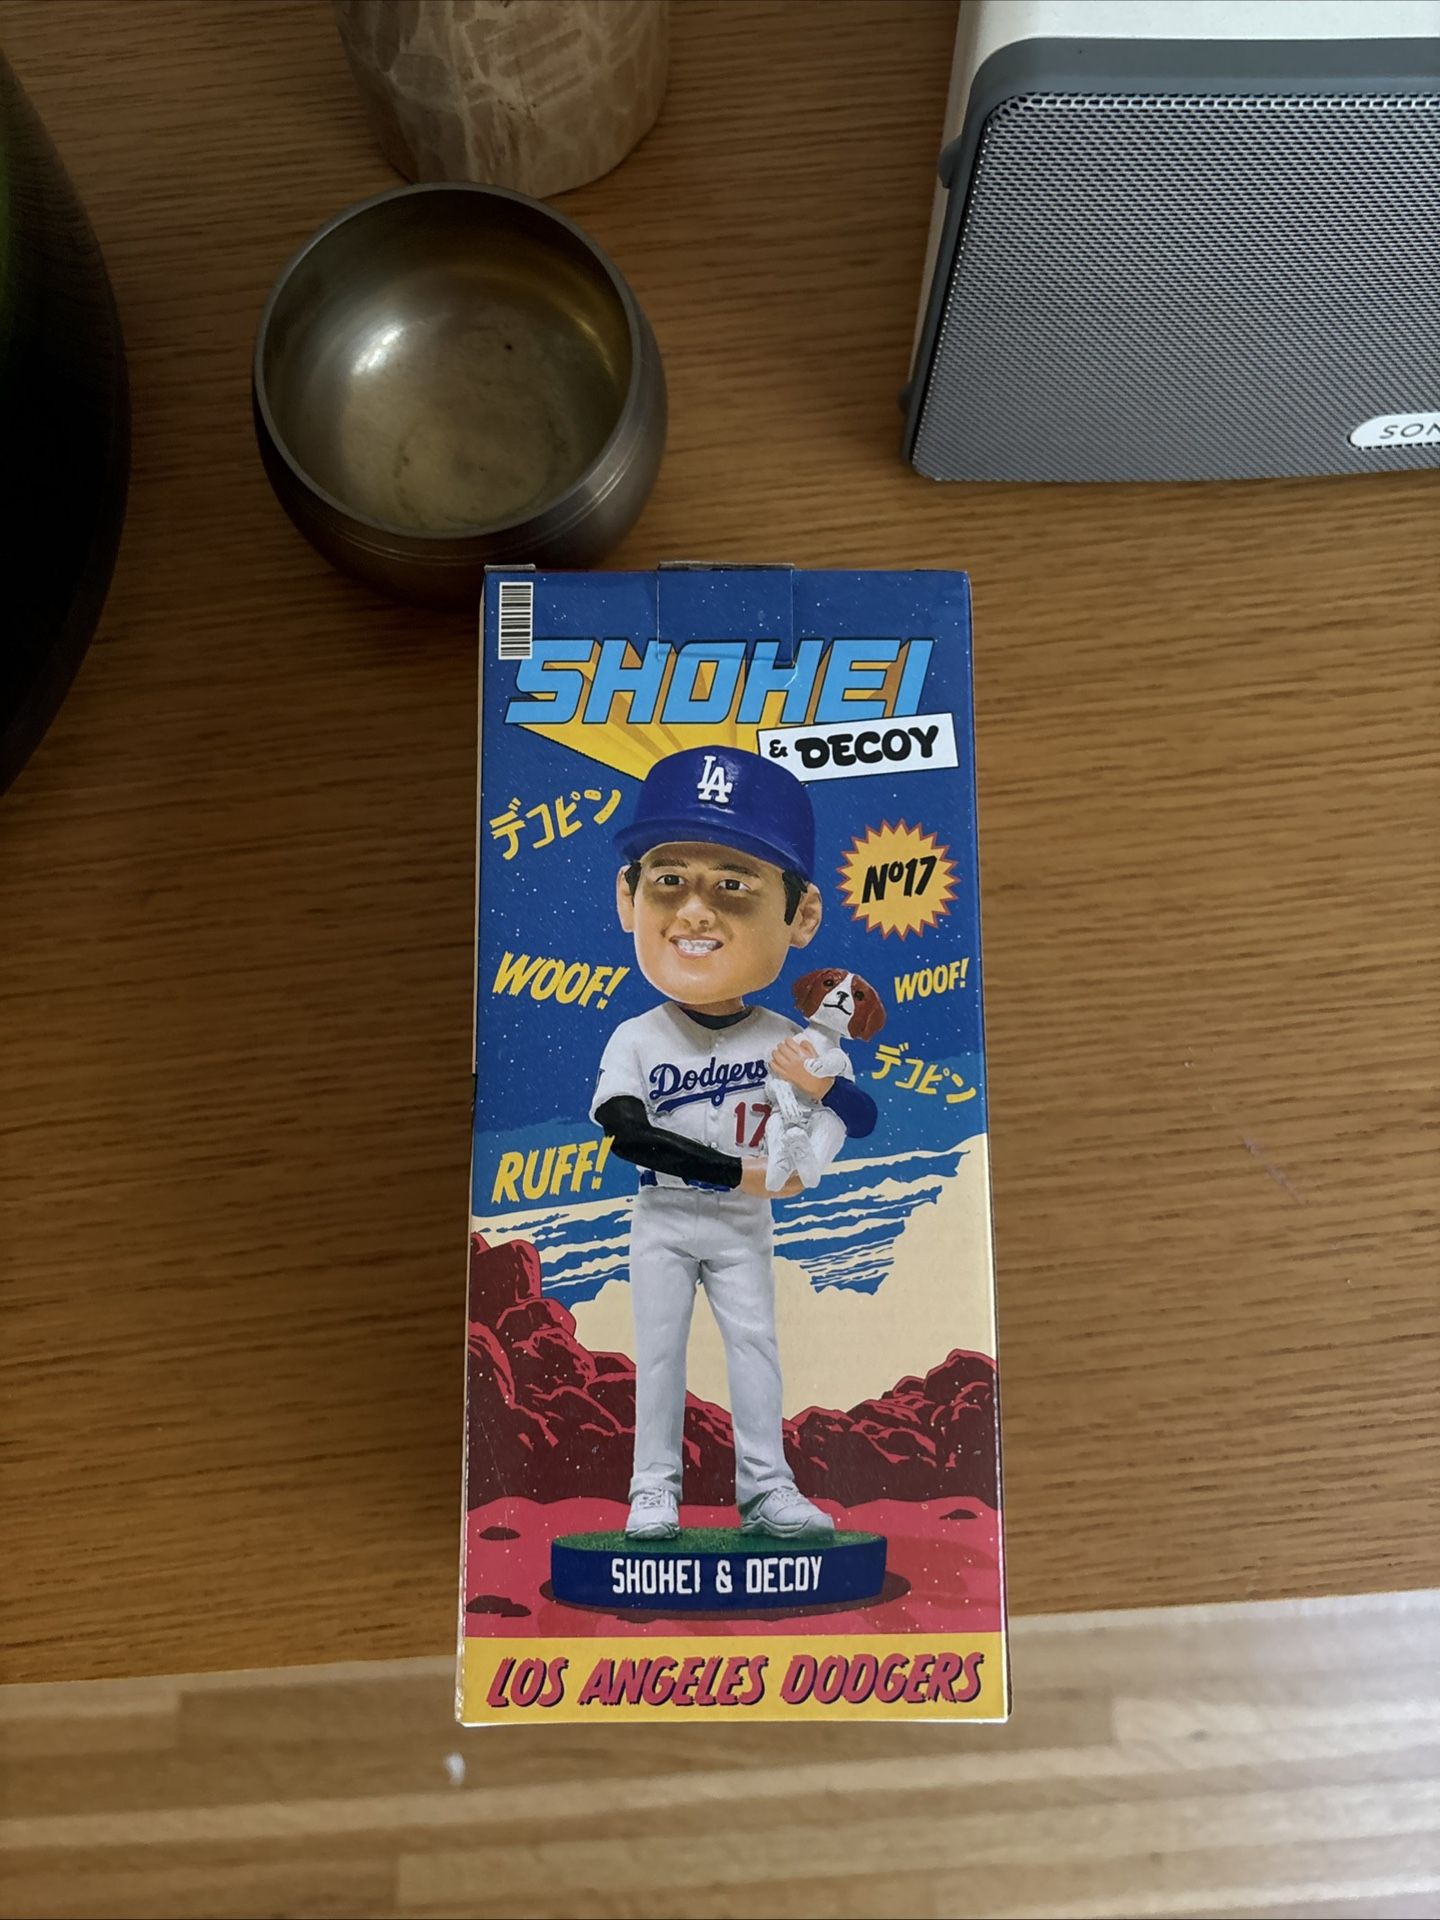 SON
SHOHEI
& DECOY
LA
デコピン
Nº17
WOOF!
WOOF!
デコピン
Dodgers
17
RUFF!
SHOHEI & DECOY
LOS ANGELES DODGERS